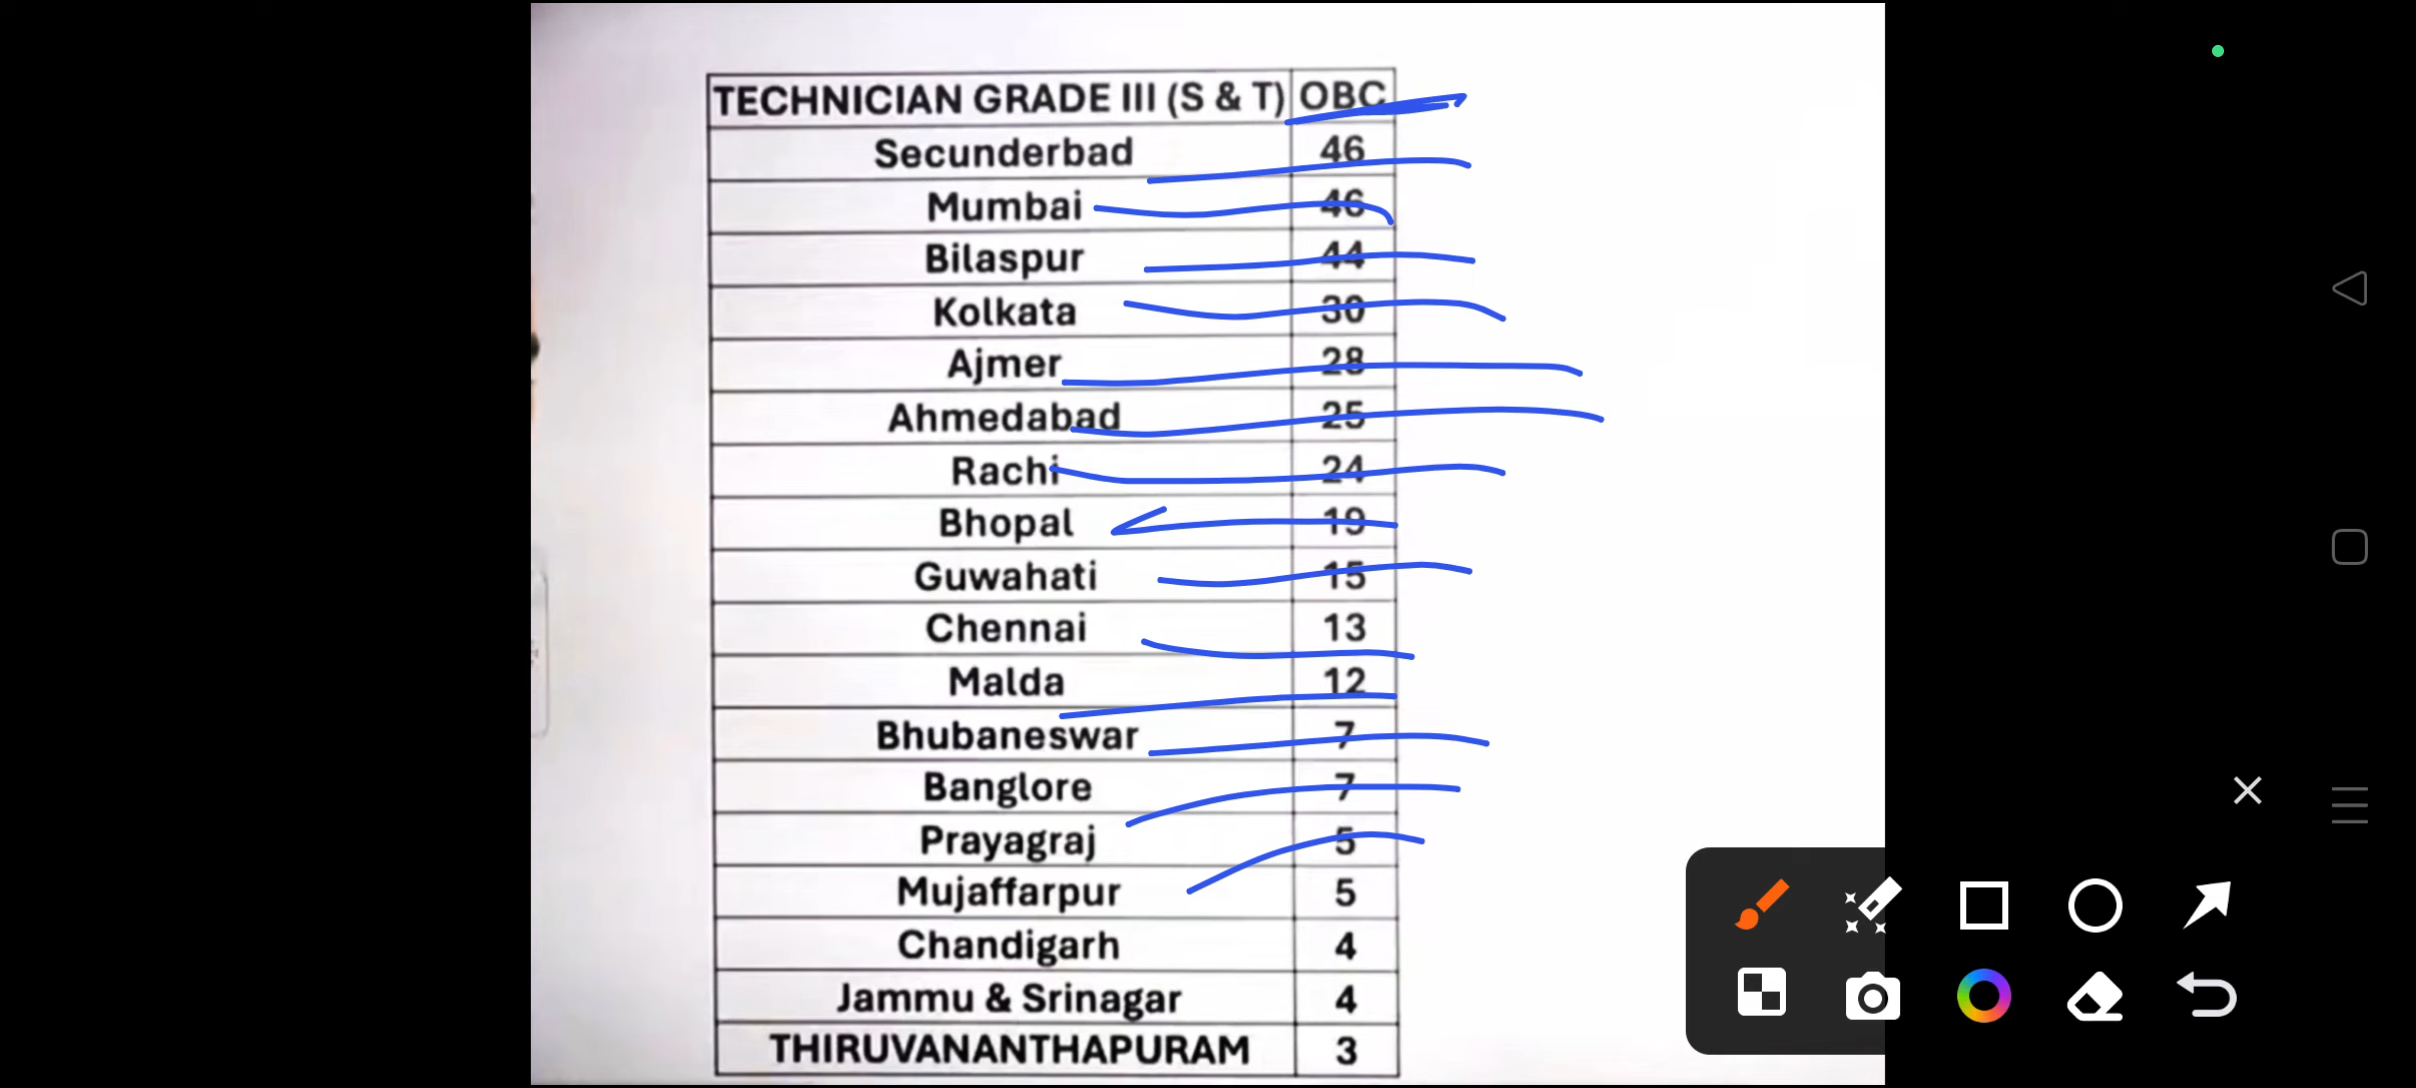 TECHNICIAN GRADE III (S & T) OBC
Secunderbad 46
Mumbai 46
Bilaspur 44
Kolkata 30
Ajmer 28
Ahmedabad 25
Rachi 24
Bhopal 19
Guwahati 15
Chennai 13
Malda 12
Bhubaneswar 7
Banglore 7
Prayagraj 5
Mujaffarpur 5
Chandigarh 4
Jammu & Srinagar 4
THIRUVANANTHAPURAM 3